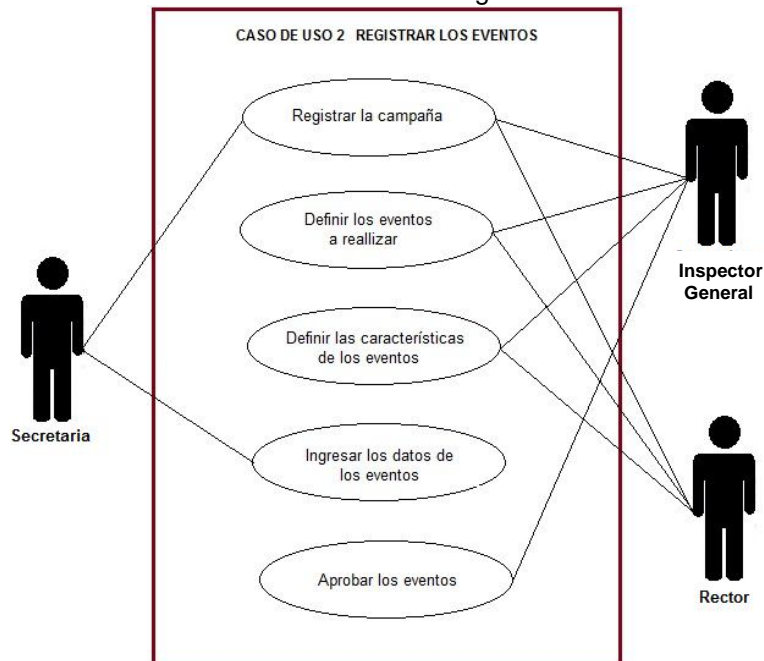 CASO DE USO 2 REGISTRAR LOS EVENTOS
Registrar la campaña
Definir los eventos
a reallizar
Inspector
General
Definir las característífcas
de los eventos
Secretaria
Ingresar los datos de
los eventos
Aprobar los eventos
Rector